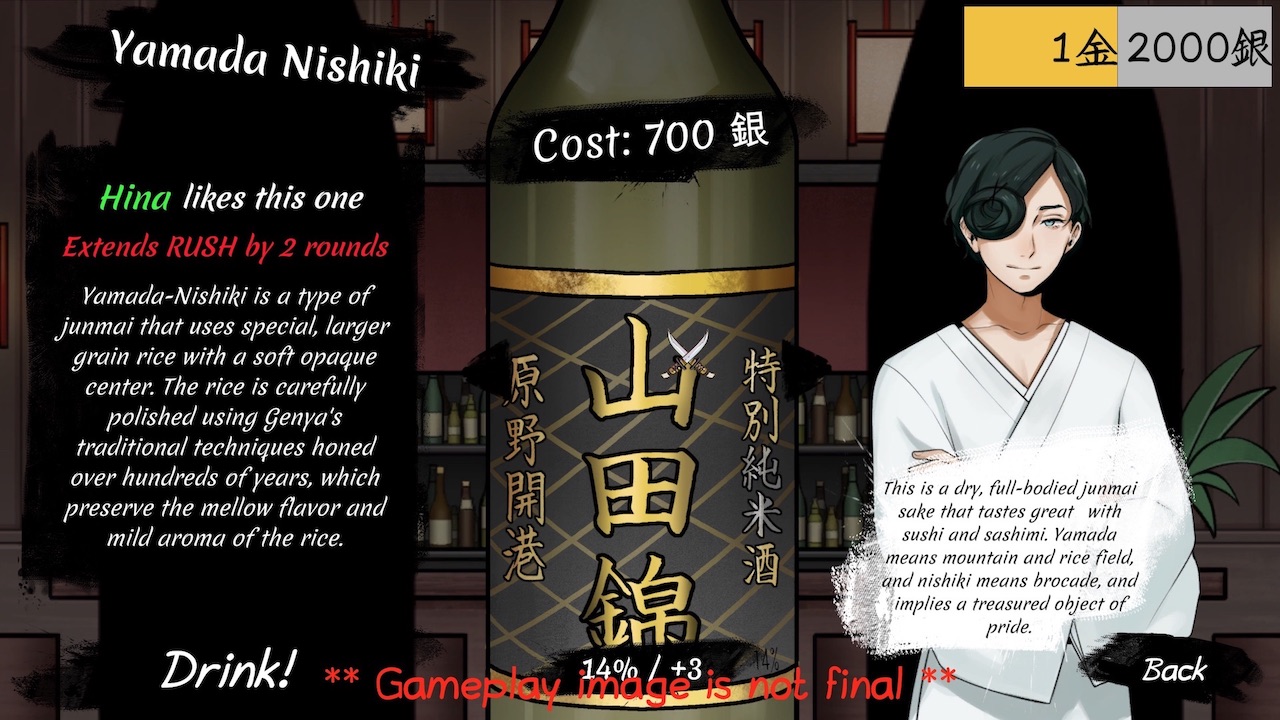 Yamada Nishiki
1金 2000銀
Cost: 700 銀
Hina likes this one
Extends RUSH by 2 rounds
Yamada-Nishiki is a type of
junmai that uses special, larger
grain rice with a soft opaque
center. The rice is carefully
polished using Genya's
traditional techniques honed
over hundreds of years, which
preserve the mellow flavor and
mild aroma of the rice.
特別純米酒
山田錦
原野開港
This is a dry, full-bodied junmai
sake that tastes great with
sushi and sashimi. Yamada
means mountain and rice field,
and nishiki means brocade, and
implies a treasured object of
pride.
14%
14% / +3
Drink!
** Gameplay image is not final **
Back